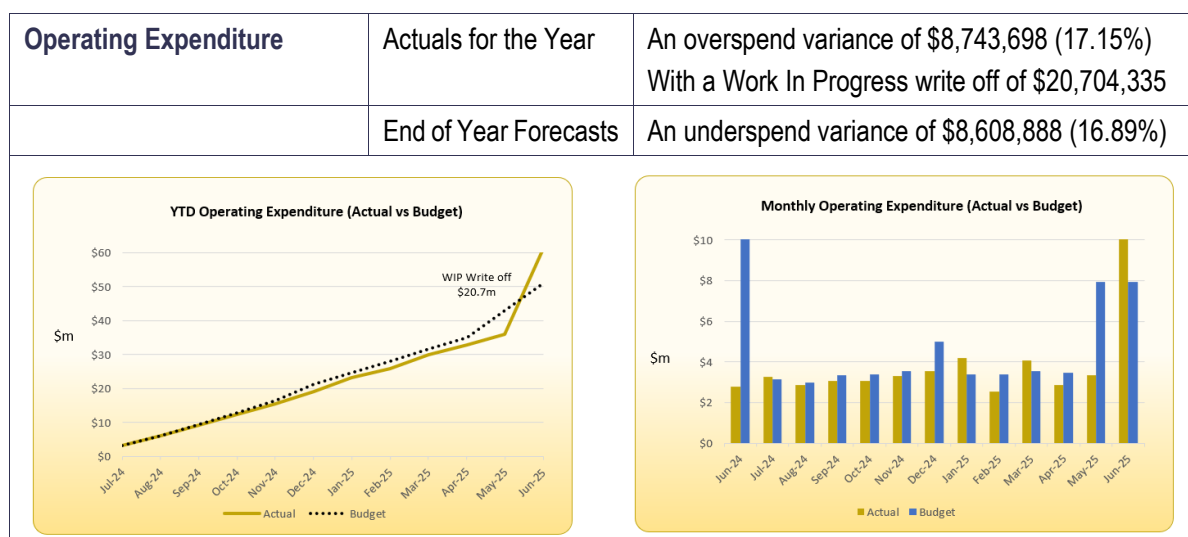 Operating Expenditure
Actuals for the Year
An overspend variance of $8,743,698 (17.15%)
With a Work In Progress write off of $20,704,335
End of Year Forecasts
An underspend variance of $8,608,888 (16.89%)
YTD Operating Expenditure (Actual vs Budget)
$60
$50
$40
$30
$20
$10
$0
$m
WIP Write off
$20.7m
Jul-24
Aug-24
Sep-24
Oct-24
Nov-24
Dec-24
Jan-25
Feb-25
Mar-25
Apr-25
May-25
Jun-25
Actual
Budget
Monthly Operating Expenditure (Actual vs Budget)
$10
$8
$6
$4
$2
$0
$m
Jun-24
Jul-24
Aug-24
Sep-24
Oct-24
Nov-24
Dec-24
Jan-25
Feb-25
Mar-25
Apr-25
May-25
Jun-25
Actual
Budget